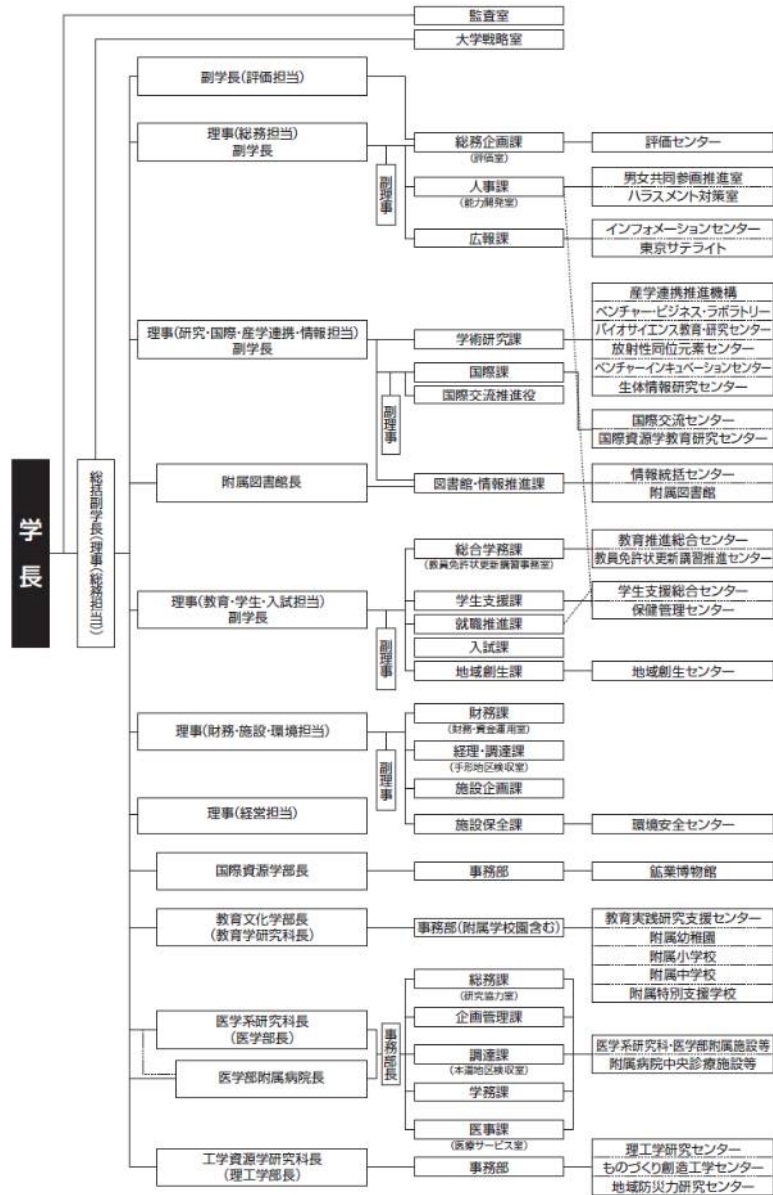 監査室
大学戦略室
副学長(評価担当)
理事(総務担当)
副学長
副理事
総務企画課
(評価室)
評価センター
人事課
(能力開発室)
男女共同参画推進室
ハラスメント対策室
広報課
インフォメーションセンター
東京サテライト
理事(研究・国際・産学連携・情報担当)
副学長
副理事
学術研究課
産学連携推進機構
ベンチャー・ビジネス・ラボラトリー
バイオサイエンス教育・研究センター
放射性同位元素センター
ベンチャーインキュベーションセンター
生体情報研究センター
国際課
国際交流推進役
国際交流センター
国際資源学教育研究センター
学長
総括副学長(理事(総務担当))
附属図書館長
図書館・情報推進課
情報統括センター
附属図書館
理事(教育・学生・入試担当)
副学長
副理事
総合学務課
(教員免許状更新講習事務室)
教育推進総合センター
教員免許状更新講習推進センター
学生支援課
就職推進課
学生支援総合センター
保健管理センター
入試課
地域創生課
地域創生センター
理事(財務・施設・環境担当)
副理事
財務課
(財務・資金運用室)
経理・調達課
(手形地区検収室)
施設企画課
理事(経営担当)
施設保全課
環境安全センター
国際資源学部長
事務部
鉱業博物館
教育文化学部長
(教育学研究科長)
事務部(附属学校園含む)
教育実践研究支援センター
附属幼稚園
附属小学校
附属中学校
附属特別支援学校
医学系研究科長
(医学部長)
医学部附属病院長
事務部長
総務課
(研究協力室)
企画管理課
調達課
(本道地区検収室)
学務課
医事課
(医療サービス室)
医学系研究科・医学部附属施設等
附属病院中央診療施設等
工学資源学研究科長
(理工学部長)
事務部
理工学研究センター
ものづくり創造工学センター
地域防災力研究センター